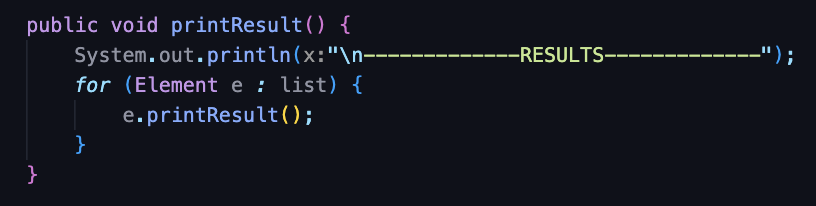 public void printResult() {
    System.out.println(x:"\n-------------RESULTS-------------");
    for (Element e : list) {
        e.printResult();
    }
}